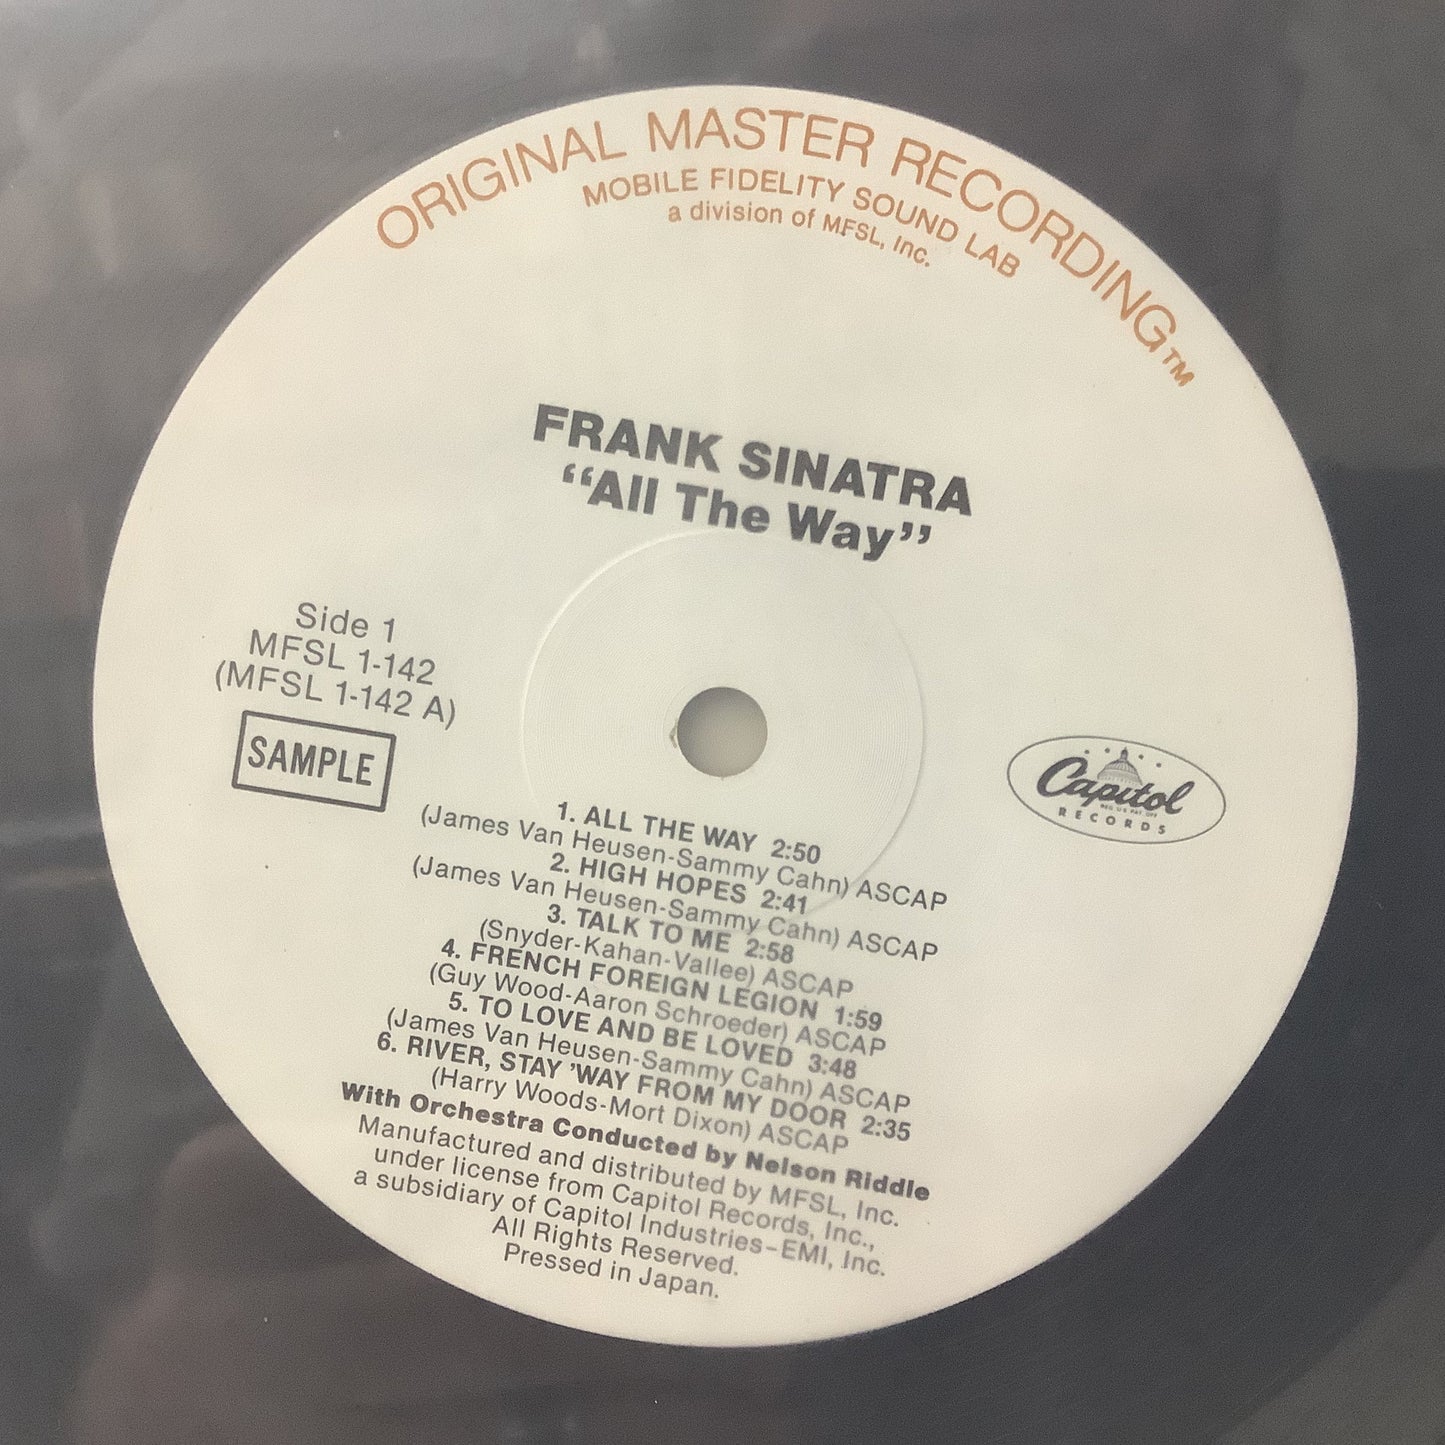 ORIGINAL MASTER RECORDING™
MOBILE FIDELITY SOUND LAB
a division of MFSL, Inc.
FRANK SINATRA
“All The Way”
Side 1
MFSL 1-142
(MFSL 1-142 A)
SAMPLE
Capitol
REG. U.S. PAT. OFF.
RECORDS
1. ALL THE WAY 2:50
(James Van Heusen-Sammy Cahn) ASCAP
2. HIGH HOPES 2:41
(James Van Heusen-Sammy Cahn) ASCAP
3. TALK TO ME 2:58
(Snyder-Kahan-Vallee) ASCAP
4. FRENCH FOREIGN LEGION 1:59
(Guy Wood-Aaron Schroeder) ASCAP
5. TO LOVE AND BE LOVED 3:48
(James Van Heusen-Sammy Cahn) ASCAP
6. RIVER, STAY ’WAY FROM MY DOOR 2:35
(Harry Woods-Mort Dixon) ASCAP
With Orchestra Conducted by Nelson Riddle
Manufactured and distributed by MFSL, Inc.
under license from Capitol Records, Inc.,
a subsidiary of Capitol Industries–EMI, Inc.
All Rights Reserved.
Pressed in Japan.